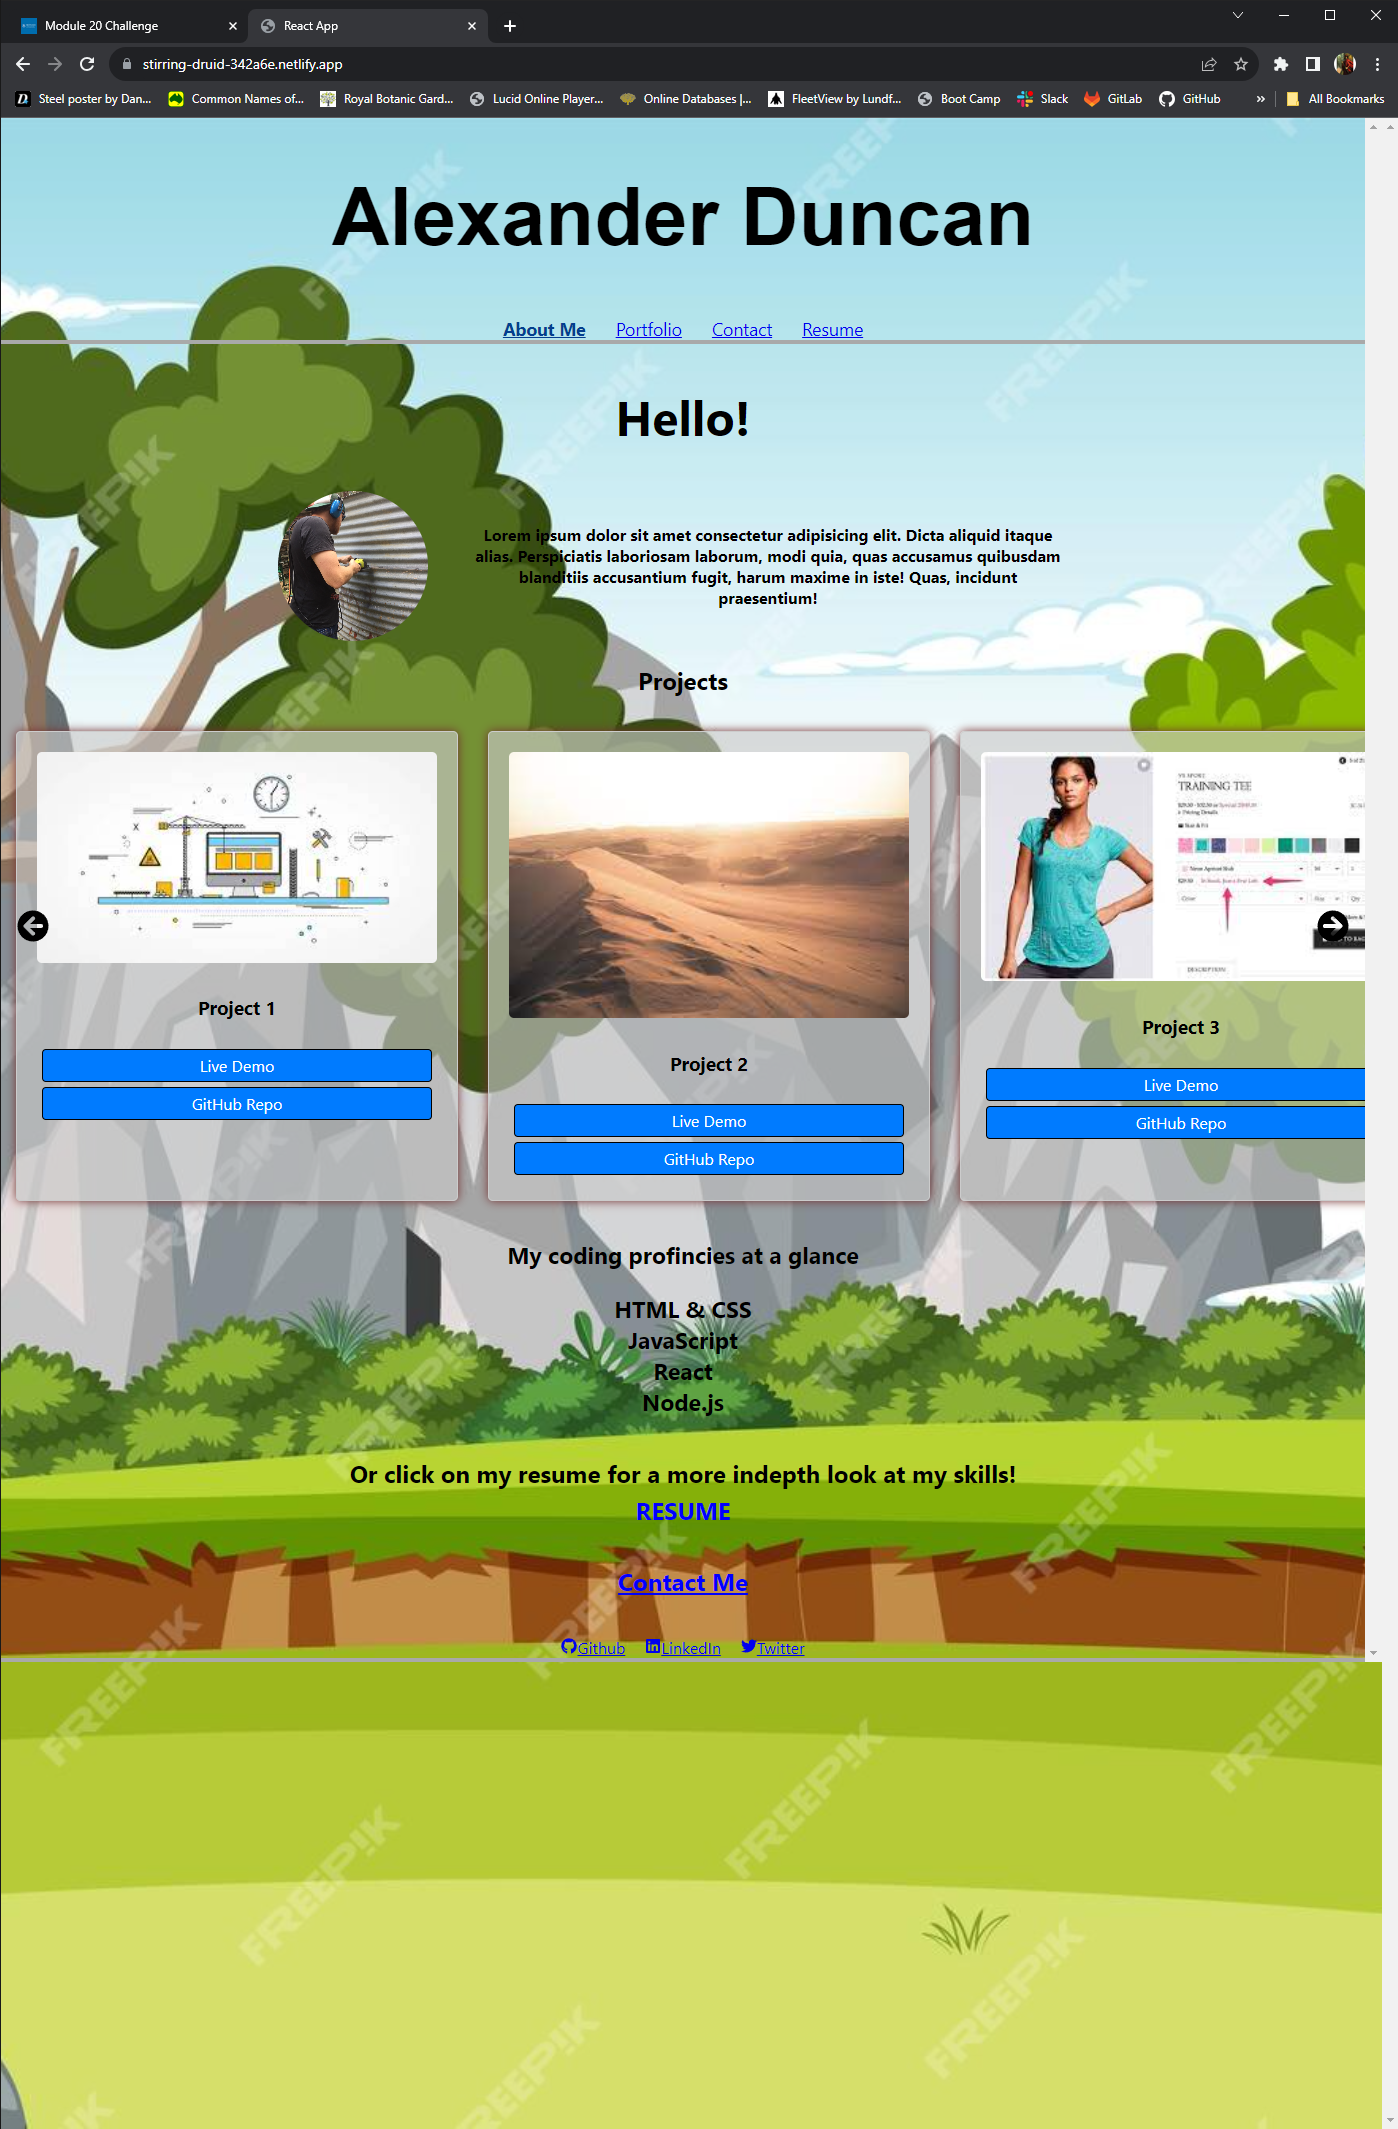 Module 20 Challenge
React App
stirring-druid-342a6e.netlify.app
Steel poster by Dan...
Common Names of...
Royal Botanic Gard...
Lucid Online Player...
Online Databases |...
FleetView by Lundf...
Boot Camp
Slack
GitLab
GitHub
»
All Bookmarks
Alexander Duncan
About Me
Portfolio
Contact
Resume
Hello!
Lorem ipsum dolor sit amet consectetur adipisicing elit. Dicta aliquid itaque
alias. Perspiciatis laboriosam laborum, modi quia, quas accusamus quibusdam
blanditiis accusantium fugit, harum maxime in iste! Quas, incidunt
praesentium!
Projects
TRAINING TEE
DESCRIPTION
Project 1
Live Demo
GitHub Repo
Project 2
Live Demo
GitHub Repo
Project 3
Live Demo
GitHub Repo
My coding profincies at a glance
HTML & CSS
JavaScript
React
Node.js
Or click on my resume for a more indepth look at my skills!
RESUME
Contact Me
Github
LinkedIn
Twitter
FREEPIK